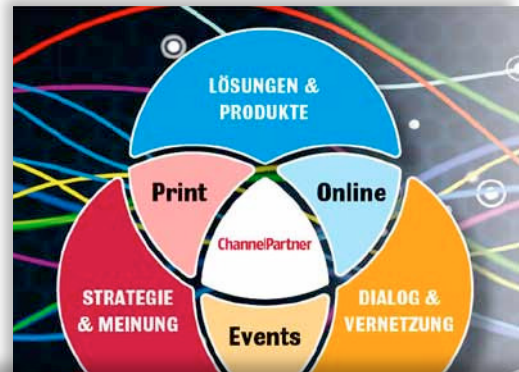 LÖSUNGEN &
PRODUKTE
Print
Online
ChannelPartner
STRATEGIE
& MEINUNG
DIALOG &
VERNETZUNG
Events